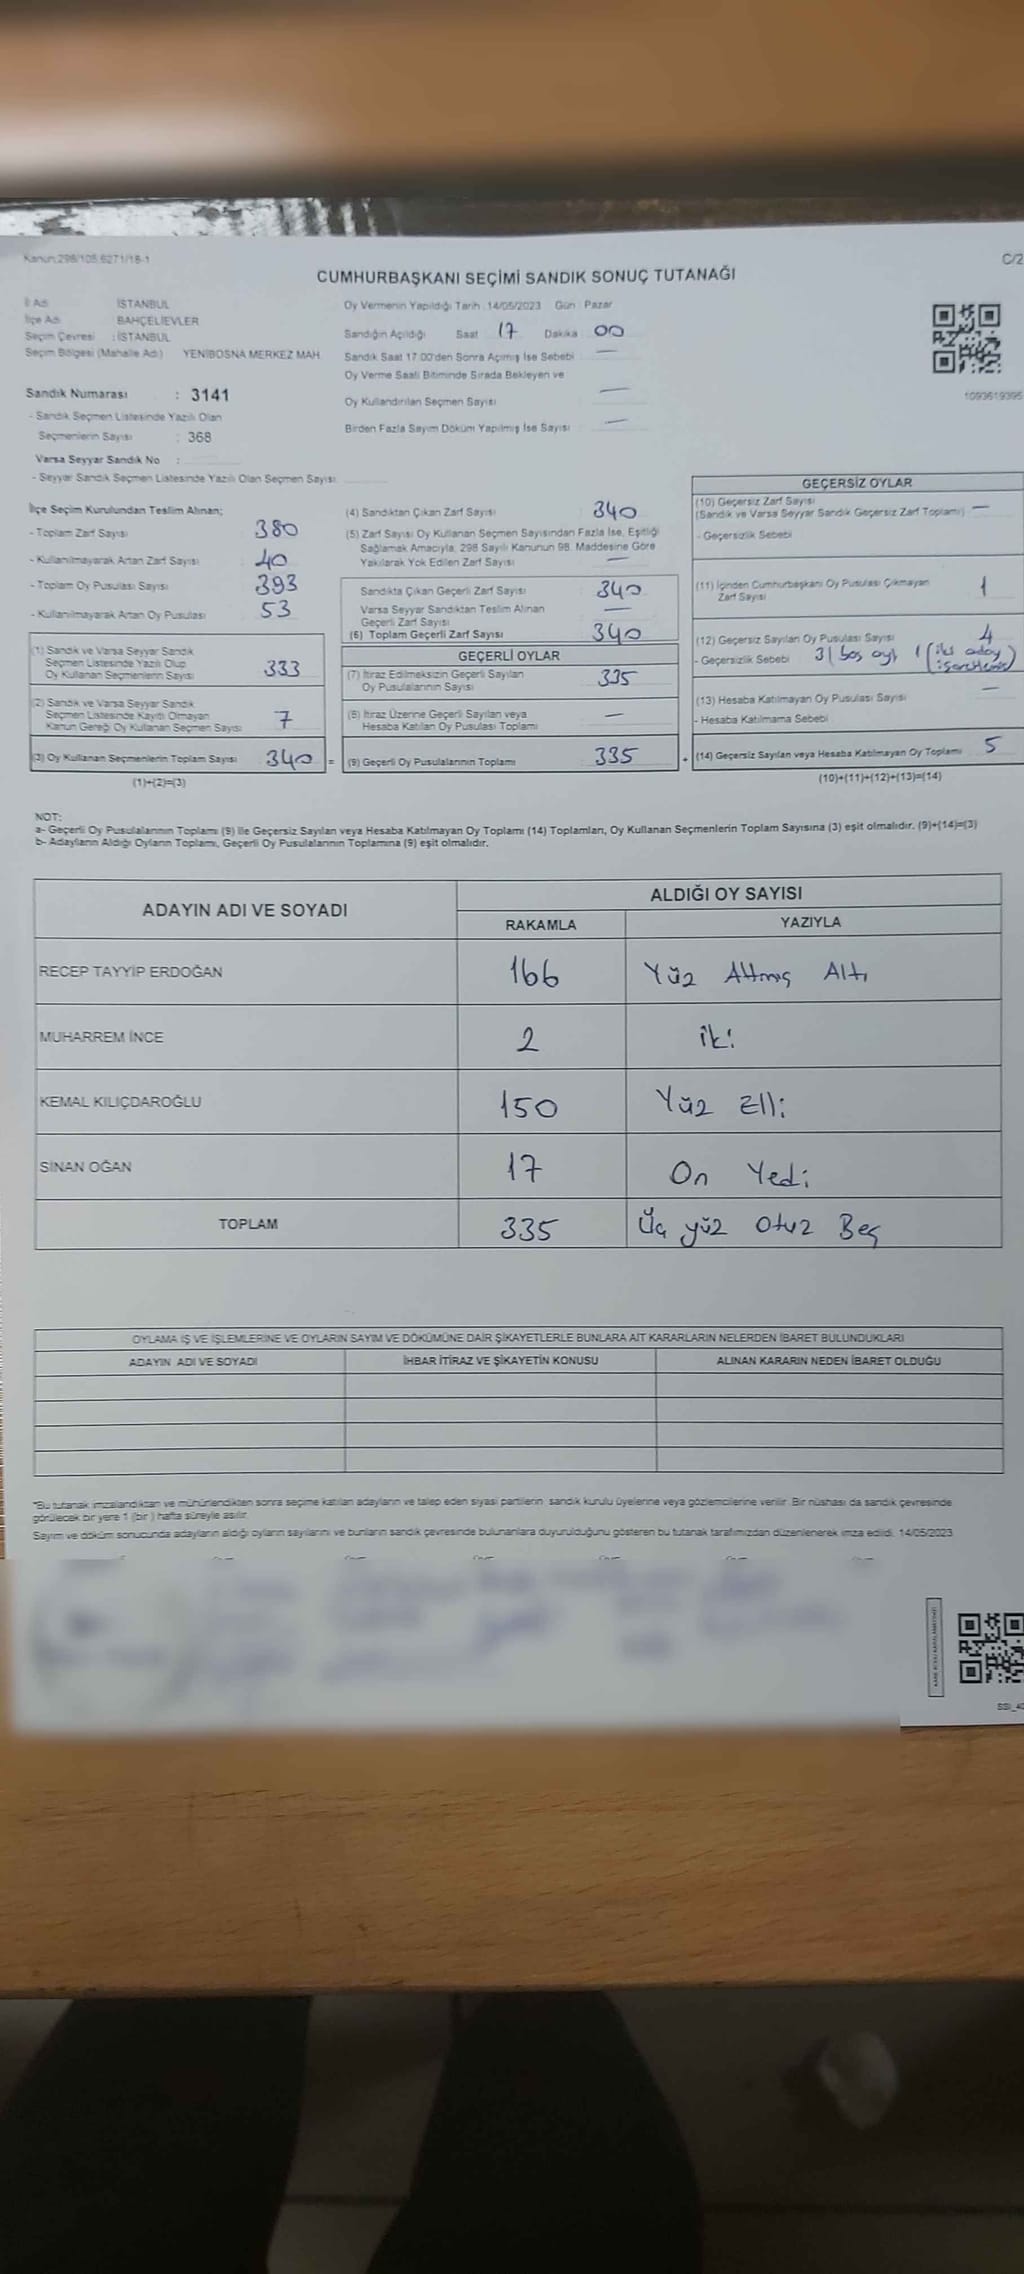 Kanun:298/105,6271/18-1
C/2
CUMHURBAŞKANI SEÇİMİ SANDIK SONUÇ TUTANAĞI
İl Adı İSTANBUL
İlçe Adı BAHÇELİEVLER
Seçim Çevresi : İSTANBUL
Seçim Bölgesi (Mahalle Adı) YENİBOSNA MERKEZ MAH
Oy Vermenin Yapıldığı Tarih : 14/05/2023 Gün : Pazar
Sandığın Açıldığı Saat 17 Dakika 00
Sandık Saat 17:00'den Sonra Açımış İse Sebebi —
Oy Verme Saati Bitiminde Sırada Bekleyen ve
Oy Kullandırılan Seçmen Sayısı —
Birden Fazla Sayım Döküm Yapılmış İse Sayısı —
1093619395
Sandık Numarası : 3141
- Sandık Seçmen Listesinde Yazılı Olan
Seçmenlerin Sayısı : 368
Varsa Seyyar Sandık No :
- Seyyar Sandık Seçmen Listesinde Yazılı Olan Seçmen Sayısı
İlçe Seçim Kurulundan Teslim Alınan;
- Toplam Zarf Sayısı 380
- Kullanılmayarak Artan Zarf Sayısı 40
- Toplam Oy Pusulası Sayısı 393
- Kullanılmayarak Artan Oy Pusulası 53
(1) Sandık ve Varsa Seyyar Sandık
Seçmen Listesinde Yazılı Olup
Oy Kullanan Seçmenlerin Sayısı 333
(2) Sandık ve Varsa Seyyar Sandık
Seçmen Listesinde Kayıtlı Olmayan
Kanun Gereği Oy Kullanan Seçmen Sayısı 7
(3) Oy Kullanan Seçmenlerin Toplam Sayısı 340 =
(1)+(2)=(3)
(4) Sandıktan Çıkan Zarf Sayısı 340
(5) Zarf Sayısı Oy Kullanan Seçmen Sayısından Fazla İse, Eşitliği
Sağlamak Amacıyla, 298 Sayılı Kanunun 98. Maddesine Göre
Yakılarak Yok Edilen Zarf Sayısı —
Sandıkta Çıkan Geçerli Zarf Sayısı 340
Varsa Seyyar Sandıktan Teslim Alınan
Geçerli Zarf Sayısı —
(6) Toplam Geçerli Zarf Sayısı 340
GEÇERLİ OYLAR
(7) İtiraz Edilmeksizin Geçerli Sayılan
Oy Pusulalarının Sayısı 335
(8) İtiraz Üzerine Geçerli Sayılan veya
Hesaba Katılan Oy Pusulası Toplamı —
(9) Geçerli Oy Pusulalarının Toplamı 335 +
GEÇERSİZ OYLAR
(10) Geçersiz Zarf Sayısı
(Sandık ve Varsa Seyyar Sandık Geçersiz Zarf Toplamı) —
- Geçersizlik Sebebi
(11) İçinden Cumhurbaşkanı Oy Pusulası Çıkmayan
Zarf Sayısı 1
(12) Geçersiz Sayılan Oy Pusulası Sayısı 4
- Geçersizlik Sebebi 3 (boş oy), 1 (iki aday
(13) Hesaba Katılmayan Oy Pusulası Sayısı —
- Hesaba Katılmama Sebebi
(14) Geçersiz Sayılan veya Hesaba Katılmayan Oy Toplamı 5
(10)+(11)+(12)+(13)=(14)
NOT:
a- Geçerli Oy Pusulalarının Toplamı (9) ile Geçersiz Sayılan veya Hesaba Katılmayan Oy Toplamı (14) Toplamları, Oy Kullanan Seçmenlerin Toplam Sayısına (3) eşit olmalıdır. (9)+(14)=(3)
b- Adayların Aldığı Oyların Toplamı, Geçerli Oy Pusulalarının Toplamına (9) eşit olmalıdır.
ADAYIN ADI VE SOYADI ALDIĞI OY SAYISI
RAKAMLA YAZIYLA
RECEP TAYYİP ERDOĞAN 166 Yüz Altmış Altı
MUHARREM İNCE 2 İki
KEMAL KILIÇDAROĞLU 150 Yüz Elli
SİNAN OĞAN 17 On Yedi
TOPLAM 335 Üç yüz Otuz Beş
OYLAMA İŞ VE İŞLEMLERİNE VE OYLARIN SAYIM VE DÖKÜMÜNE DAİR ŞİKAYETLERLE BUNLARA AİT KARARLARIN NELERDEN İBARET BULUNDUKLARI
ADAYIN ADI VE SOYADI İHBAR İTİRAZ VE ŞİKAYETİN KONUSU ALINAN KARARIN NEDEN İBARET OLDUĞU
*Bu tutanak imzalandıktan ve mühürlendikten sonra seçime katılan adayların ve talep eden siyasi partilerin sandık kurulu üyelerine veya gözlemcilerine verilir. Bir nüshası da sandık çevresinde
görülecek bir yere 1 (bir) hafta süreyle asılır.
Sayım ve döküm sonucunda adayların aldığı oyların sayılarını ve bunların sandık çevresinde bulunanlara duyurulduğunu gösteren bu tutanak tarafımızdan düzenlenerek imza edildi. 14/05/2023